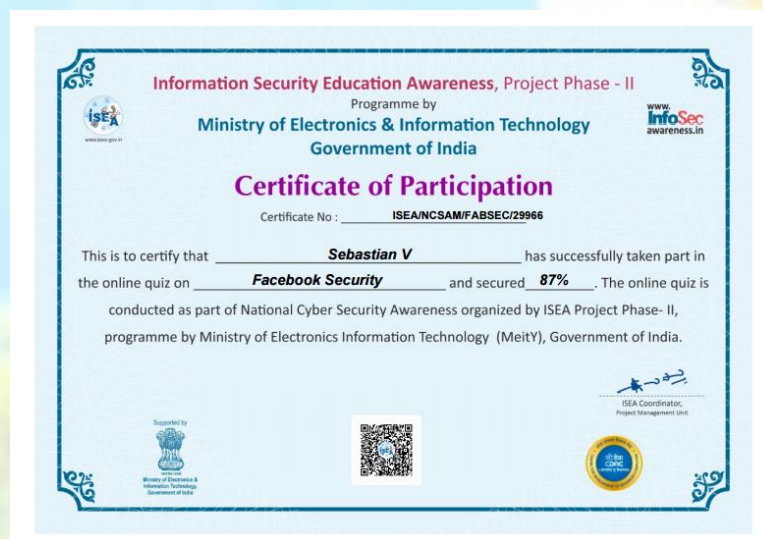 Information Security Education Awareness, Project Phase - II
Programme by
Ministry of Electronics & Information Technology
Government of India
iSEA
www.isea.gov.in
www.
InfoSec
awareness.in
Certificate of Participation
Certificate No : ISEA/NCSAM/FABSEC/29966
This is to certify that Sebastian V has successfully taken part in
the online quiz on Facebook Security and secured 87% . The online quiz is
conducted as part of National Cyber Security Awareness organized by ISEA Project Phase- II,
programme by Ministry of Electronics Information Technology (MeitY), Government of India.
ISEA Coordinator,
Project Management Unit
Supported by
Ministry of Electronics &
Information Technology,
Government of India
iSEA
सी डैक
CDAC